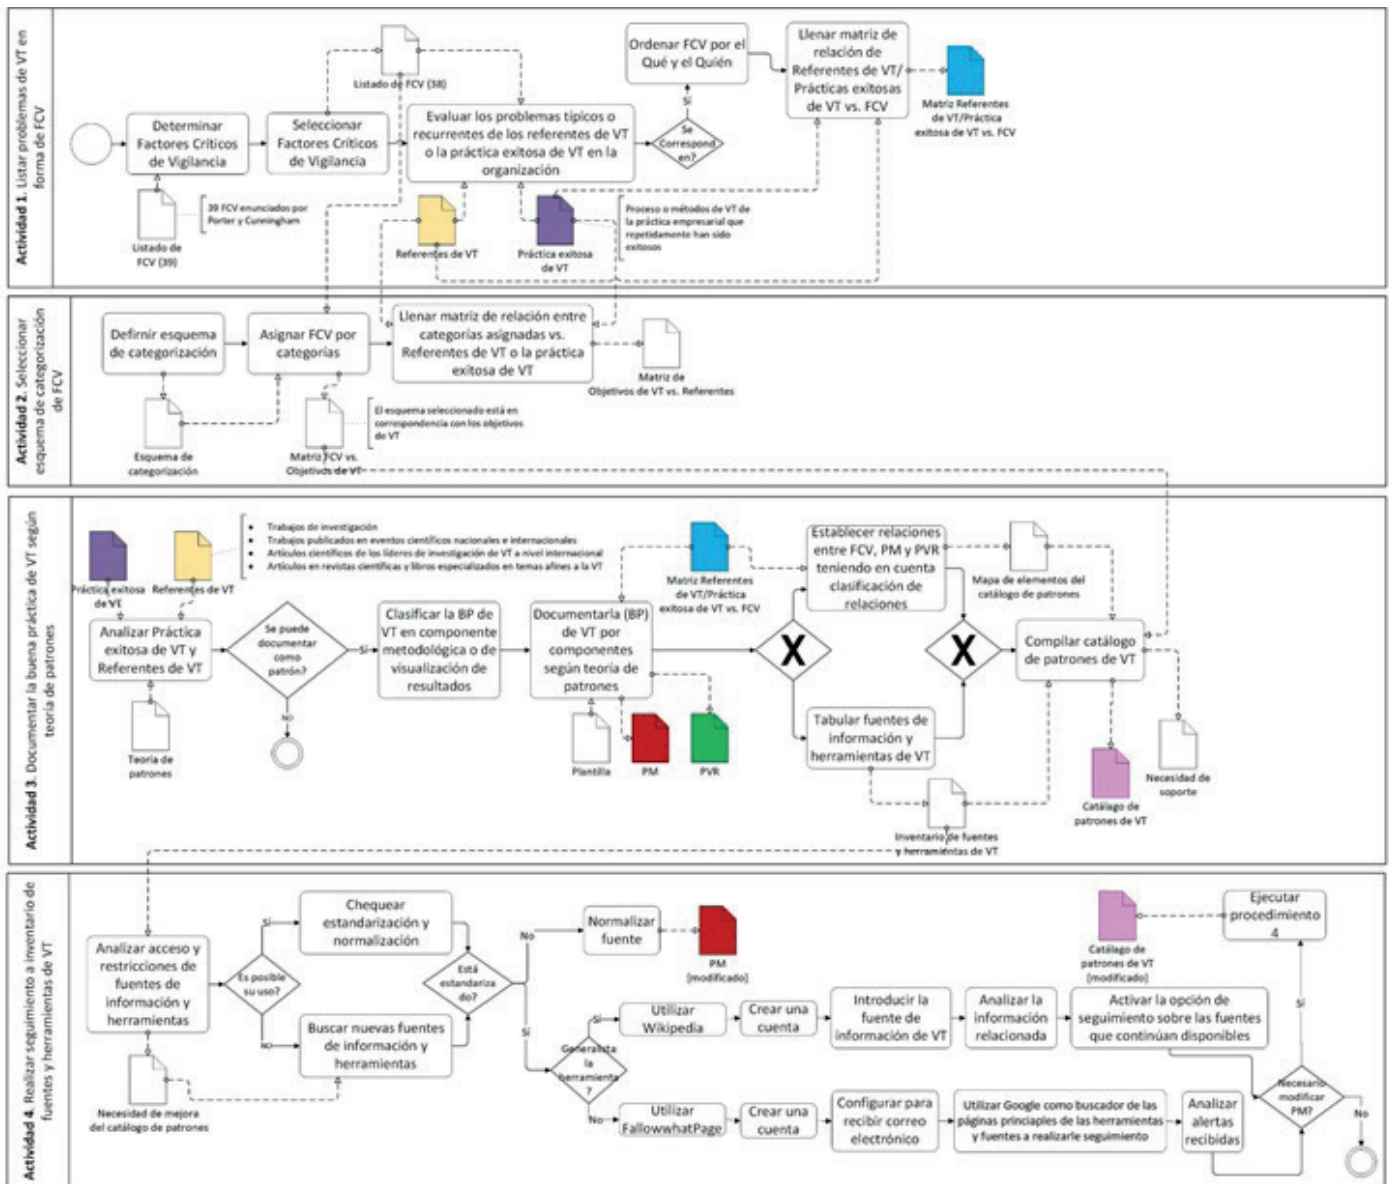 Actividad 1. Listar problemas de VT en
forma de FCV
Listado de FCV (38)
Determinar
Factores Críticos
de Vigilancia
Seleccionar
Factores Críticos
de Vigilancia
Evaluar los problemas típicos o
recurrentes de los referentes de VT
o la práctica exitosa de VT en la
organización
Se
Correspond
en?
Sí
Ordenar FCV por el
Qué y el Quién
Llenar matriz de
relación de
Referentes de VT/
Prácticas exitosas
de VT vs. FCV
Matriz Referentes
de VT/Práctica
exitosa de VT vs. FCV
Listado de
FCV (39)
39 FCV enunciados por
Porter y Cunningham
Referentes de VT
Práctica exitosa
de VT
Proceso o métodos de VT de
la práctica empresarial que
repetidamente han sido
exitosos
Actividad 2. Seleccionar
esquema de categorización
de FCV
Defirnir esquema
de categorización
Asignar FCV por
categorías
Llenar matriz de relación entre
categorías asignadas vs.
Referentes de VT o la práctica
exitosa de VT
Matriz de
Objetivos de VT vs. Referentes
Esquema de
categorización
Matriz FCV vs.
Objetivos de VT
El esquema seleccionado está en
correspondencia con los objetivos
de VT
Actividad 3. Documentar la buena práctica de VT según
teoría de patrones
Práctica exitosa
de VT
Referentes de VT
• Trabajos de investigación
• Trabajos publicados en eventos científicos nacionales e internacionales
• Artículos científicos de los líderes de investigación de VT a nivel internacional
• Artículos en revistas científicas y libros especializados en temas afines a la VT
Analizar Práctica
exitosa de VT y
Referentes de VT
Teoría de
patrones
Se puede
documentar
como
patrón?
Sí
NO
Clasificar la BP de
VT en componente
metodológica o de
visualización de
resultados
Documentarla (BP)
de VT por
componentes
según teoría de
patrones
Plantilla
PM
PVR
Matriz Referentes
de VT/Práctica
exitosa de VT vs. FCV
X
Establecer relaciones
entre FCV, PM y PVR
teniendo en cuenta
clasificación de
relaciones
Tabular fuentes de
información y
herramientas de VT
X
Mapa de elementos del
catálogo de patrones
Compilar catálogo
de patrones de VT
Inventario de fuentes
y herramientas de VT
Catálago de
patrones de VT
Necesidad de
soporte
Actividad 4. Realizar seguimiento a inventario de
fuentes y herramientas de VT
Analizar acceso y
restricciones de
fuentes de
información y
herramientas
Necesidad de mejora
del catálogo de patrones
Es posible
su uso?
Sí
NO
Chequear
estandarización y
normalización
Buscar nuevas fuentes
de información y
herramientas
Está
estandariza
do?
No
Sí
Normalizar
fuente
PM
[modificado]
Generalista
la
herramienta
?
Sí
No
Utilizar
Wikipedia
Crear una
cuenta
Introducir la
fuente de
información de VT
Analizar la
información
relacionada
Activar la opción de
seguimiento sobre las fuentes
que continúan disponibles
Utilizar
FallowwhatPage
Crear una
cuenta
Configurar para
recibir correo
electrónico
Utilizar Google como buscador de las
páginas princiaples de las herramientas
y fuentes a realizarle seguimiento
Analizar
alertas
recibidas
Necesario
modificar
PM?
Sí
No
Ejecutar
procedimiento
4
Catálago de
patrones de VT
[modificado]